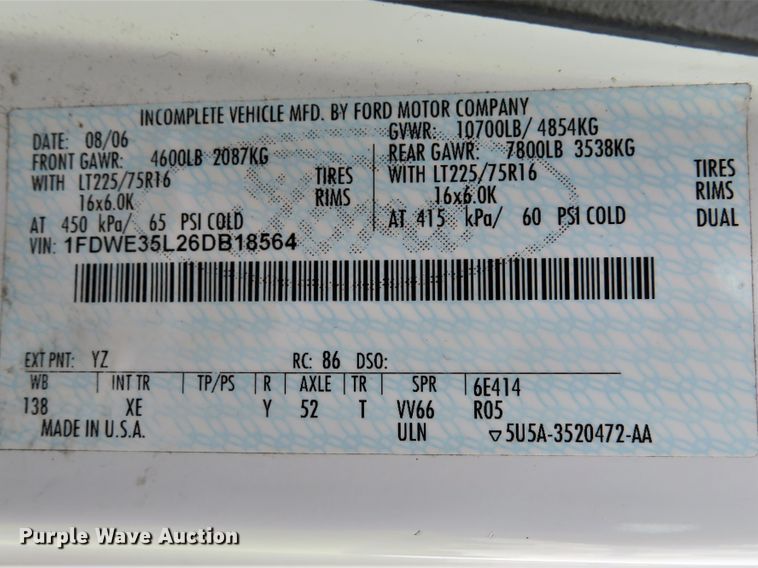 INCOMPLETE VEHICLE MFD. BY FORD MOTOR COMPANY
DATE: 08/06 GVWR: 10700LB/ 4854KG
FRONT GAWR: 4600LB 2087KG REAR GAWR: 7800LB 3538KG
WITH LT225/75R16 TIRES WITH LT225/75R16 TIRES
16x6.0K RIMS 16x6.0K RIMS
AT 450 kPa/ 65 PSI COLD AT 415 kPa/ 60 PSI COLD DUAL
VIN: 1FDWE35L26DB18564
EXT PNT: YZ RC: 86 DSO:
WB INT TR TP/PS R AXLE TR SPR 6E414
138 XE Y 52 T VV66 R05
MADE IN U.S.A. ULN ▽5U5A-3520472-AA
Purple Wave Auction